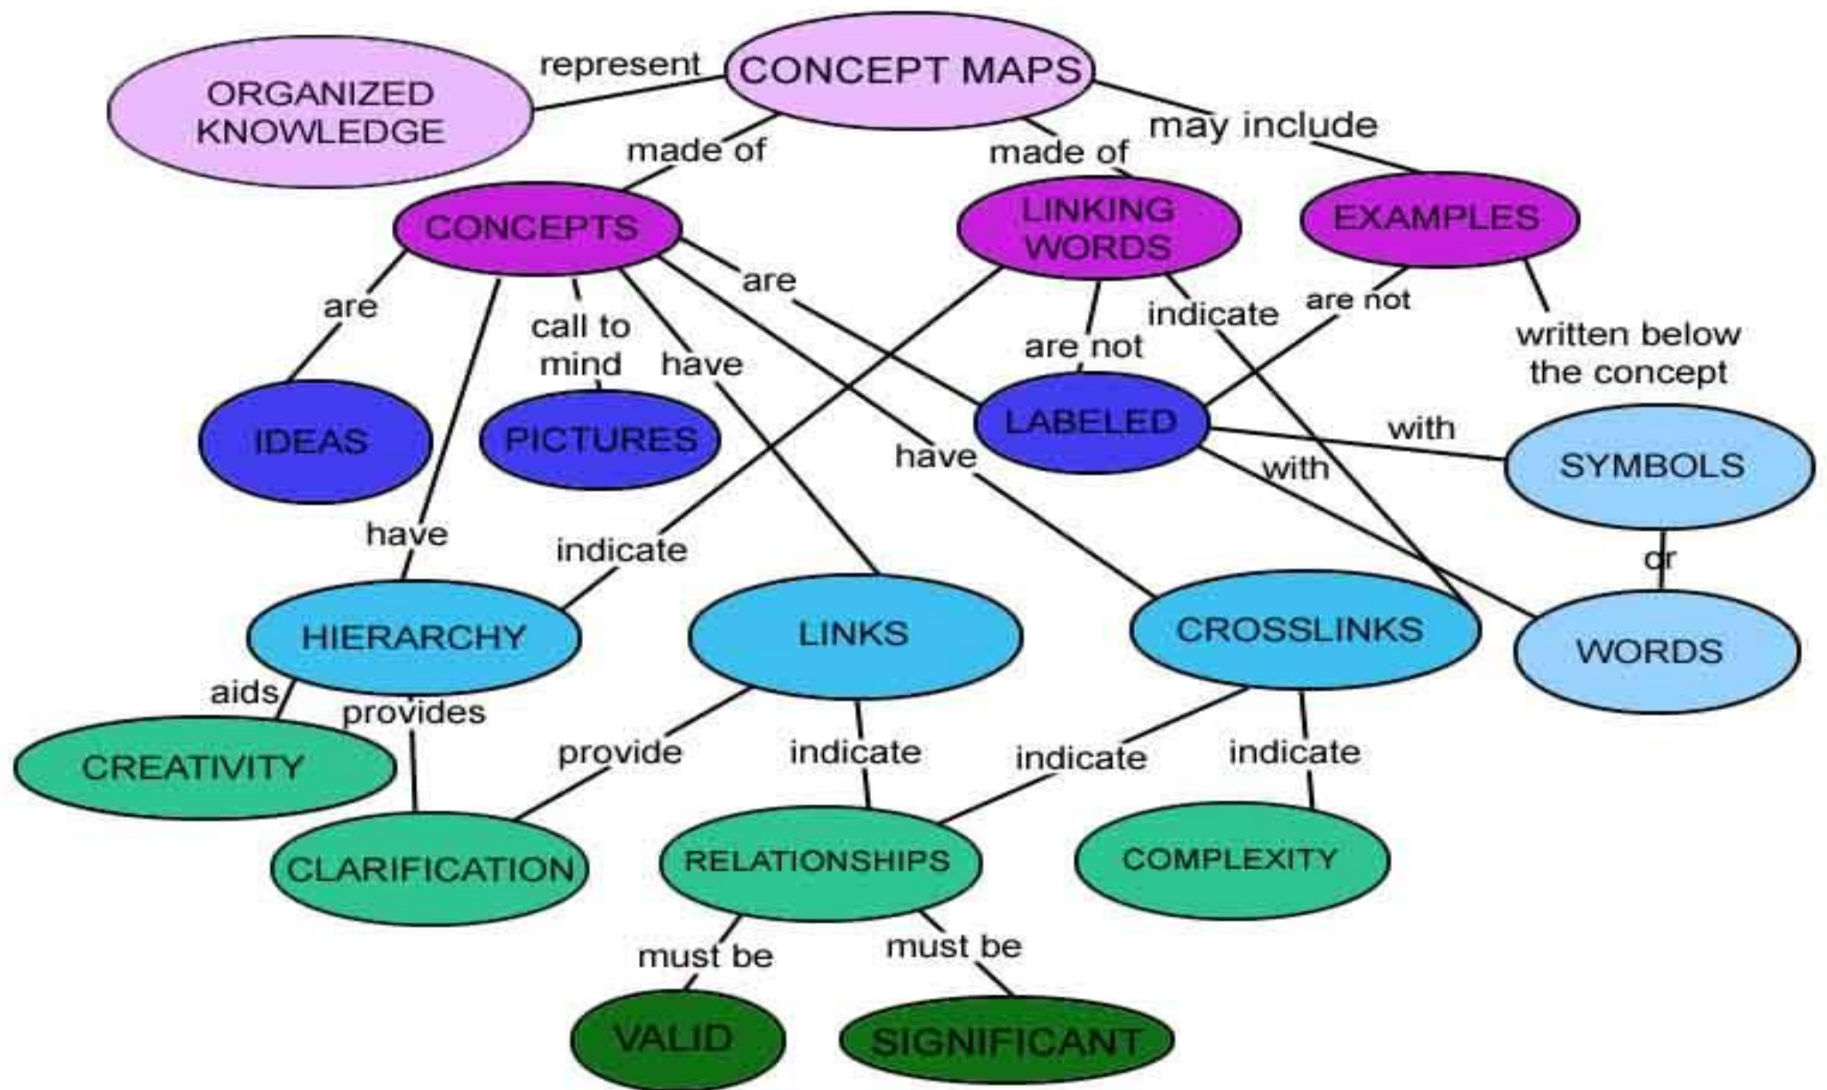 represent
CONCEPT MAPS
ORGANIZED
KNOWLEDGE
may include
made of
made of
CONCEPTS
LINKING
WORDS
EXAMPLES
are
are
call to
mind
have
are not
indicate
are not
written below
the concept
IDEAS
PICTURES
LABELED
with
SYMBOLS
have
with
have
indicate
or
HIERARCHY
LINKS
CROSSLINKS
WORDS
aids
provides
CREATIVITY
provide
indicate
indicate
indicate
CLARIFICATION
RELATIONSHIPS
COMPLEXITY
must be
must be
VALID
SIGNIFICANT